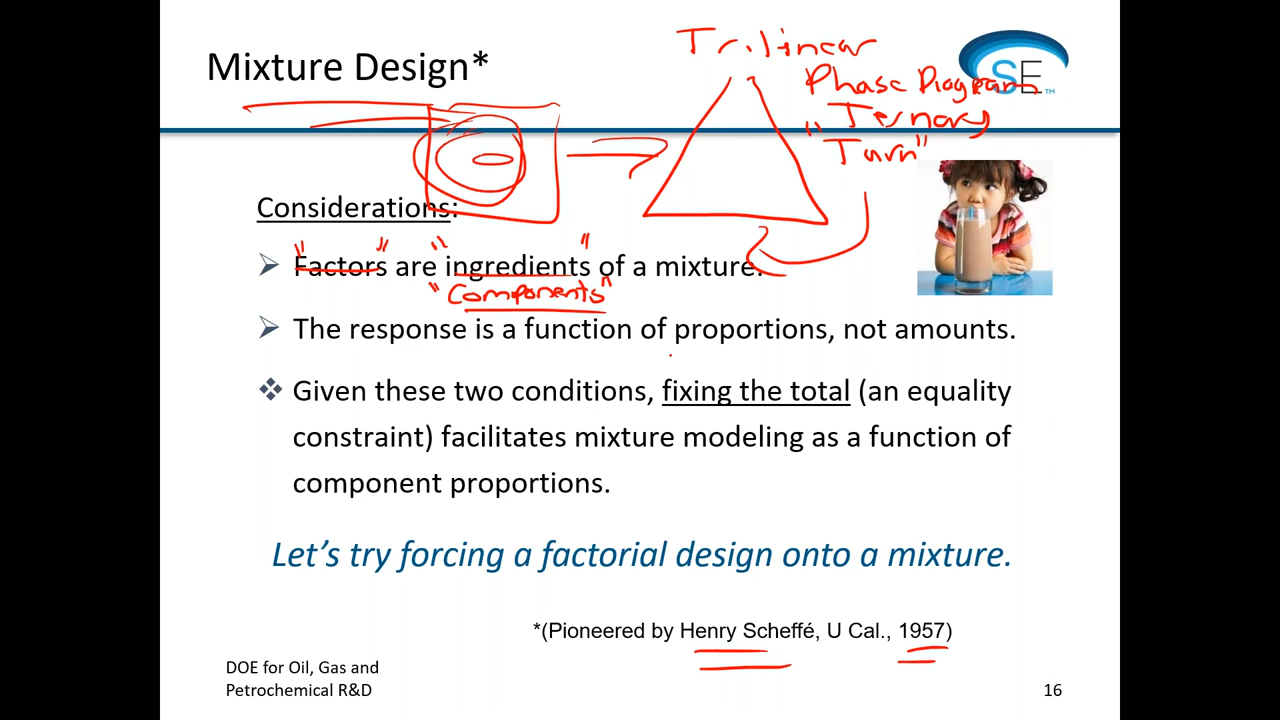 Mixture Design*
Tri.linear
SE™
Phase Diagram
"Ternary
Turn"
Considerations:
➢ "Factors" are "ingredients" of a mixture.
"Components"
➢ The response is a function of proportions, not amounts.
❖ Given these two conditions, fixing the total (an equality
constraint) facilitates mixture modeling as a function of
component proportions.
Let’s try forcing a factorial design onto a mixture.
*(Pioneered by Henry Scheffé, U Cal., 1957)
DOE for Oil, Gas and
Petrochemical R&D
16